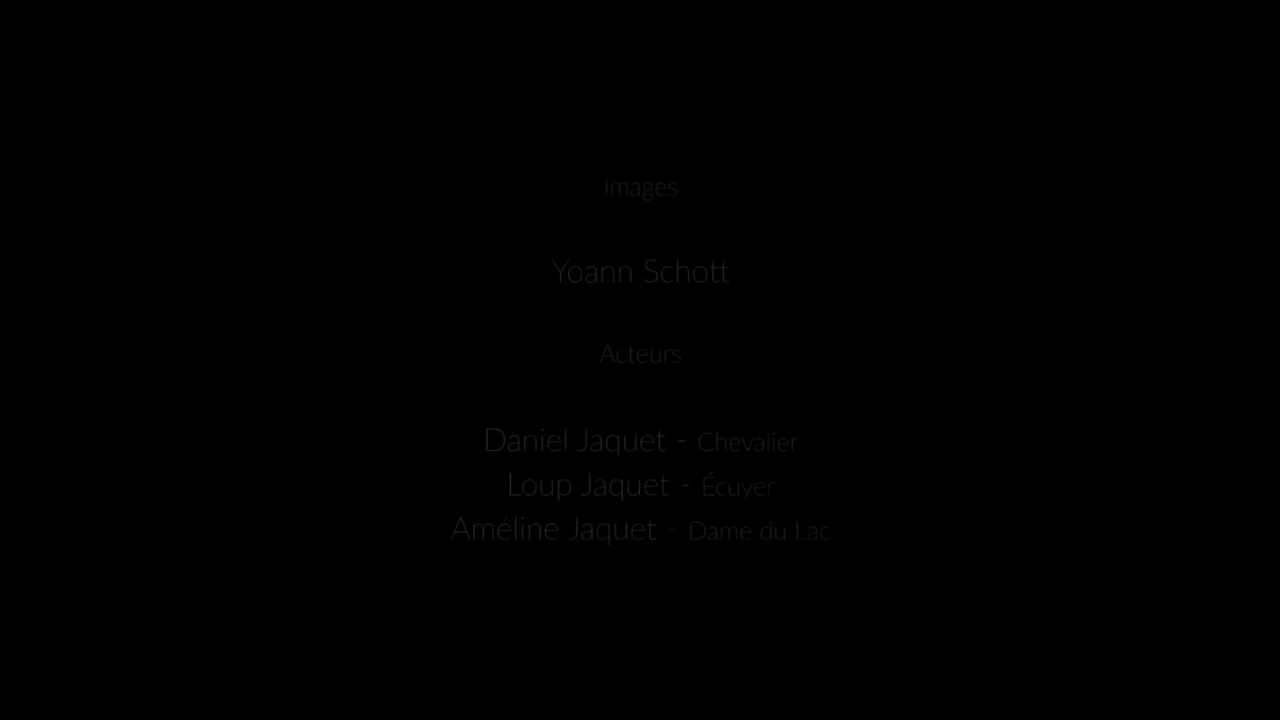 Images
Yoann Schott
Acteurs
Daniel Jaquet - Chevalier
Loup Jaquet - Écuyer
Améline Jaquet - Dame du Lac